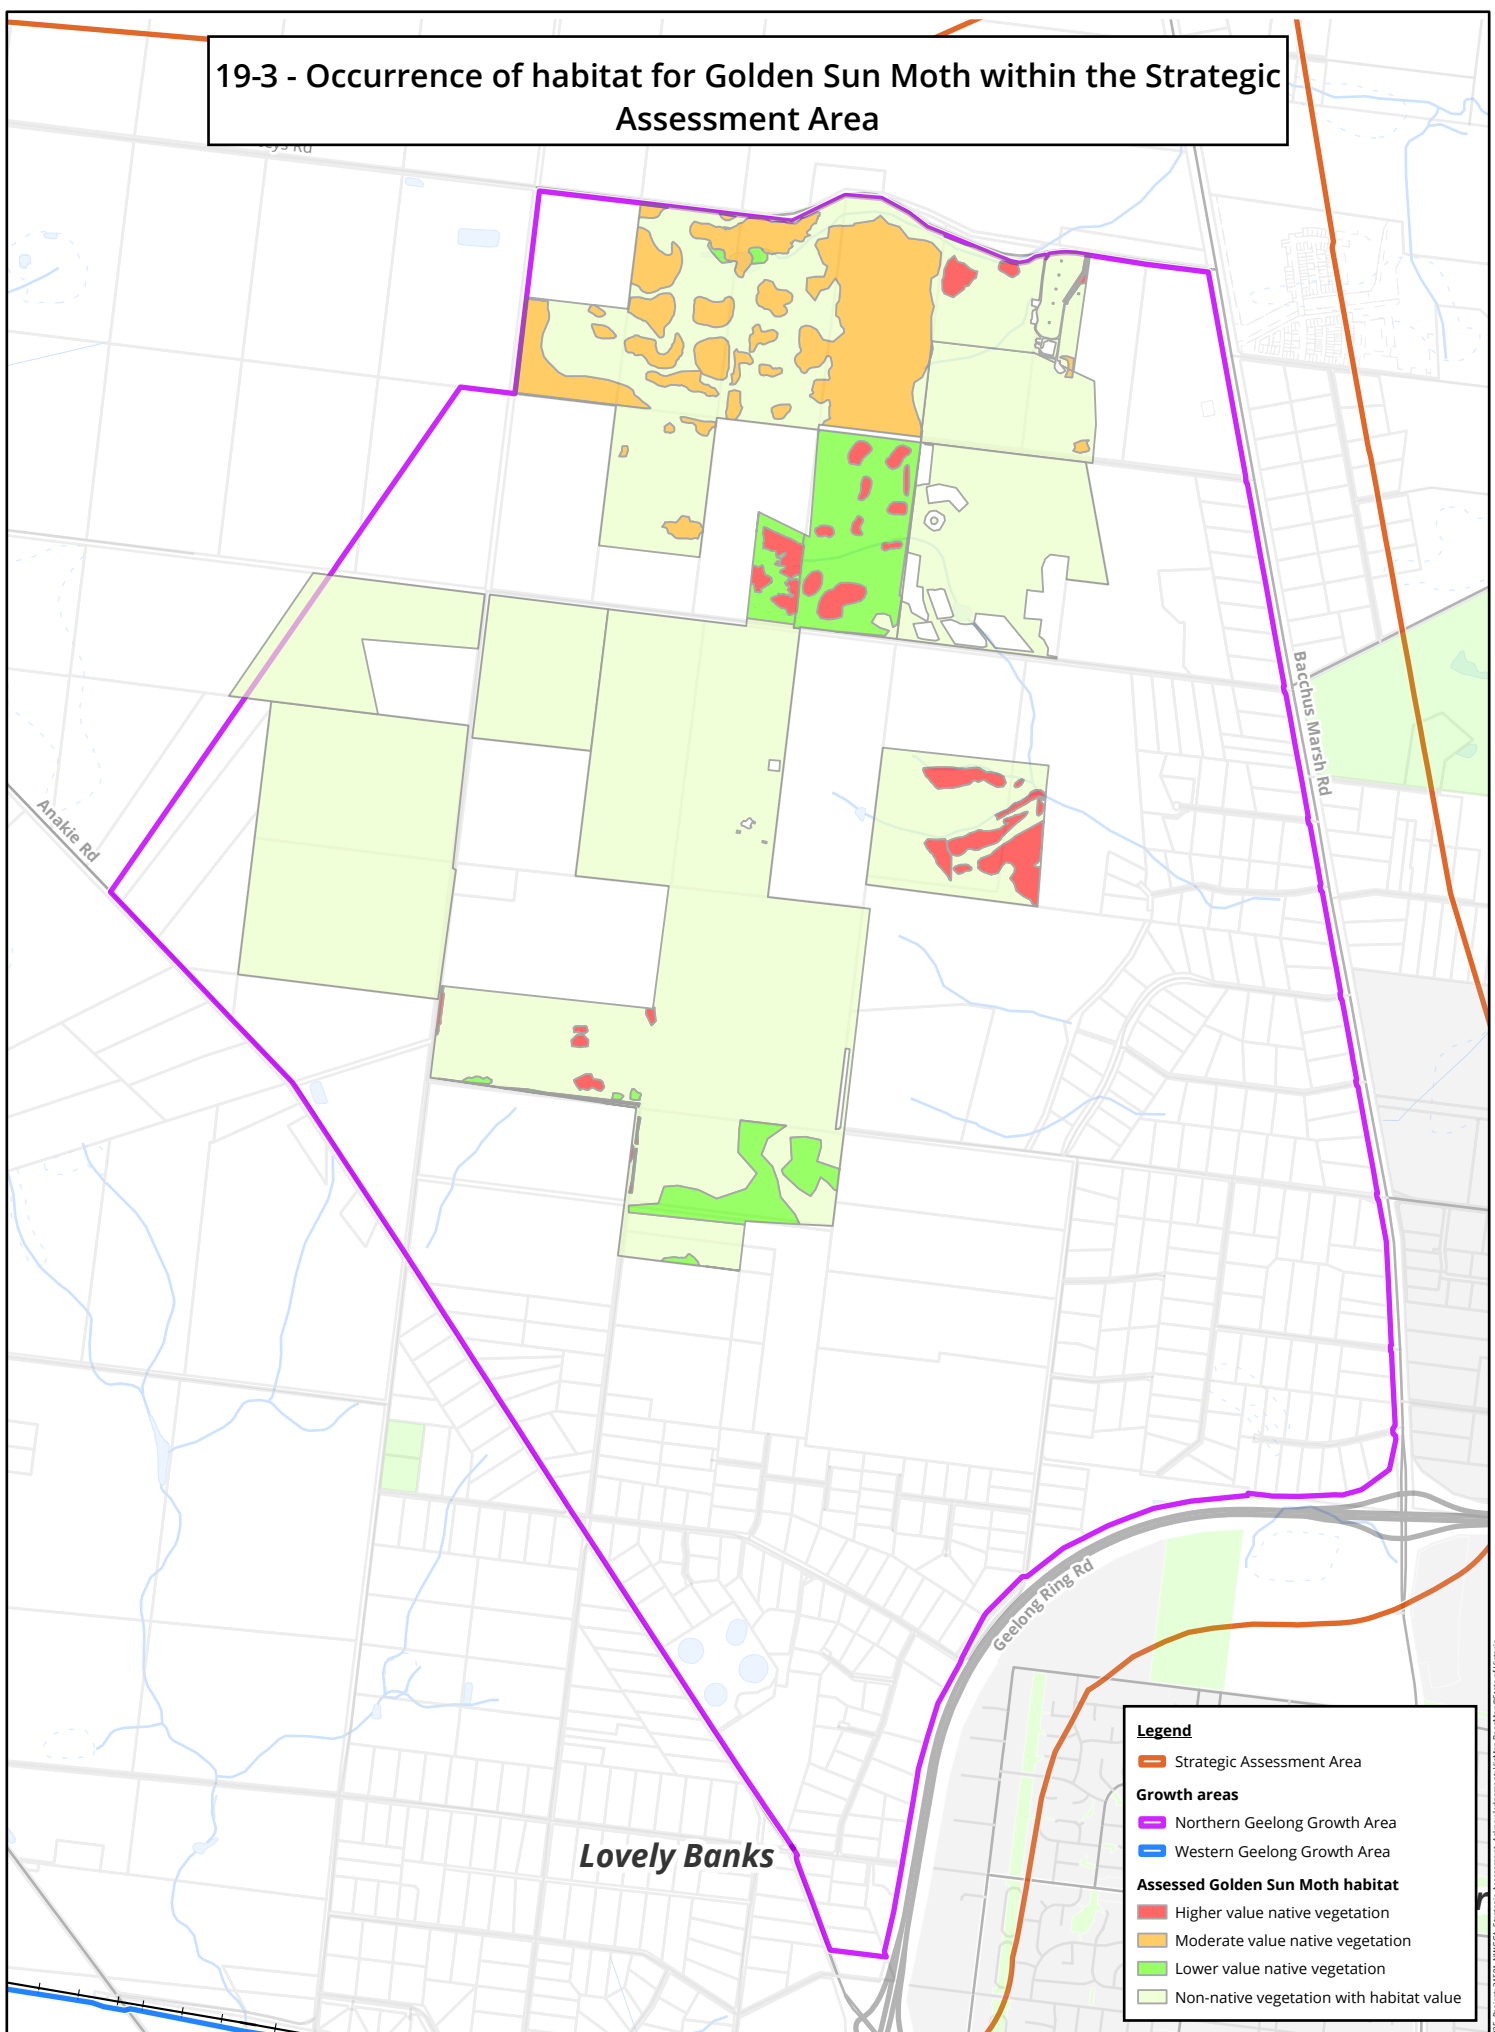 19-3 - Occurrence of habitat for Golden Sun Moth within the Strategic
Assessment Area
Rd
Bacchus Marsh Rd
Anakie Rd
Geelong Ring Rd
Lovely Banks
Legend
Strategic Assessment Area
Growth areas
Northern Geelong Growth Area
Western Geelong Growth Area
Assessed Golden Sun Moth habitat
Higher value native vegetation
Moderate value native vegetation
Lower value native vegetation
Non-native vegetation with habitat value